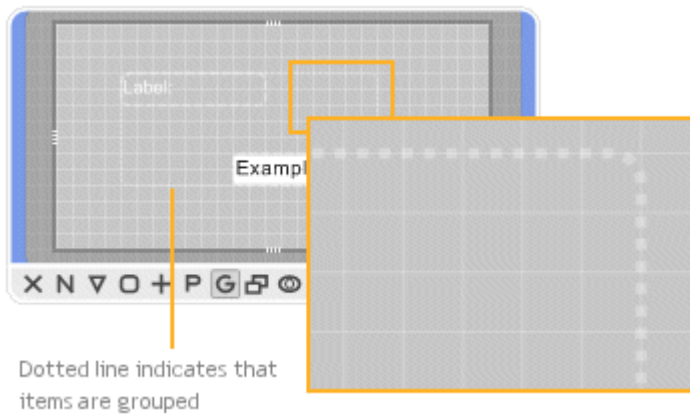 Label:
Exampl
X N P G
Dotted line indicates that
items are grouped